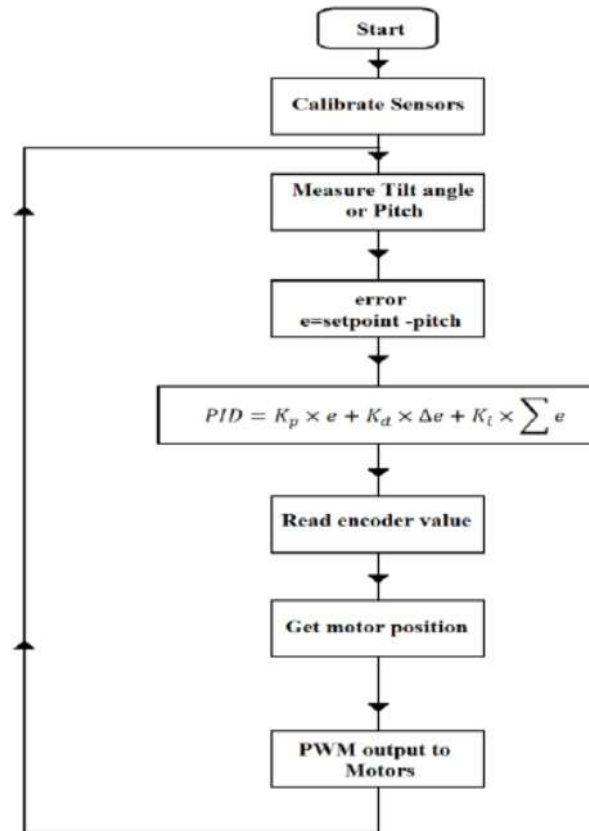 Start
Calibrate Sensors
Measure Tilt angle
or Pitch
error
e=setpoint -pitch
PID = K_p × e + K_d × Δe + K_i × ∑ e
Read encoder value
Get motor position
PWM output to
Motors